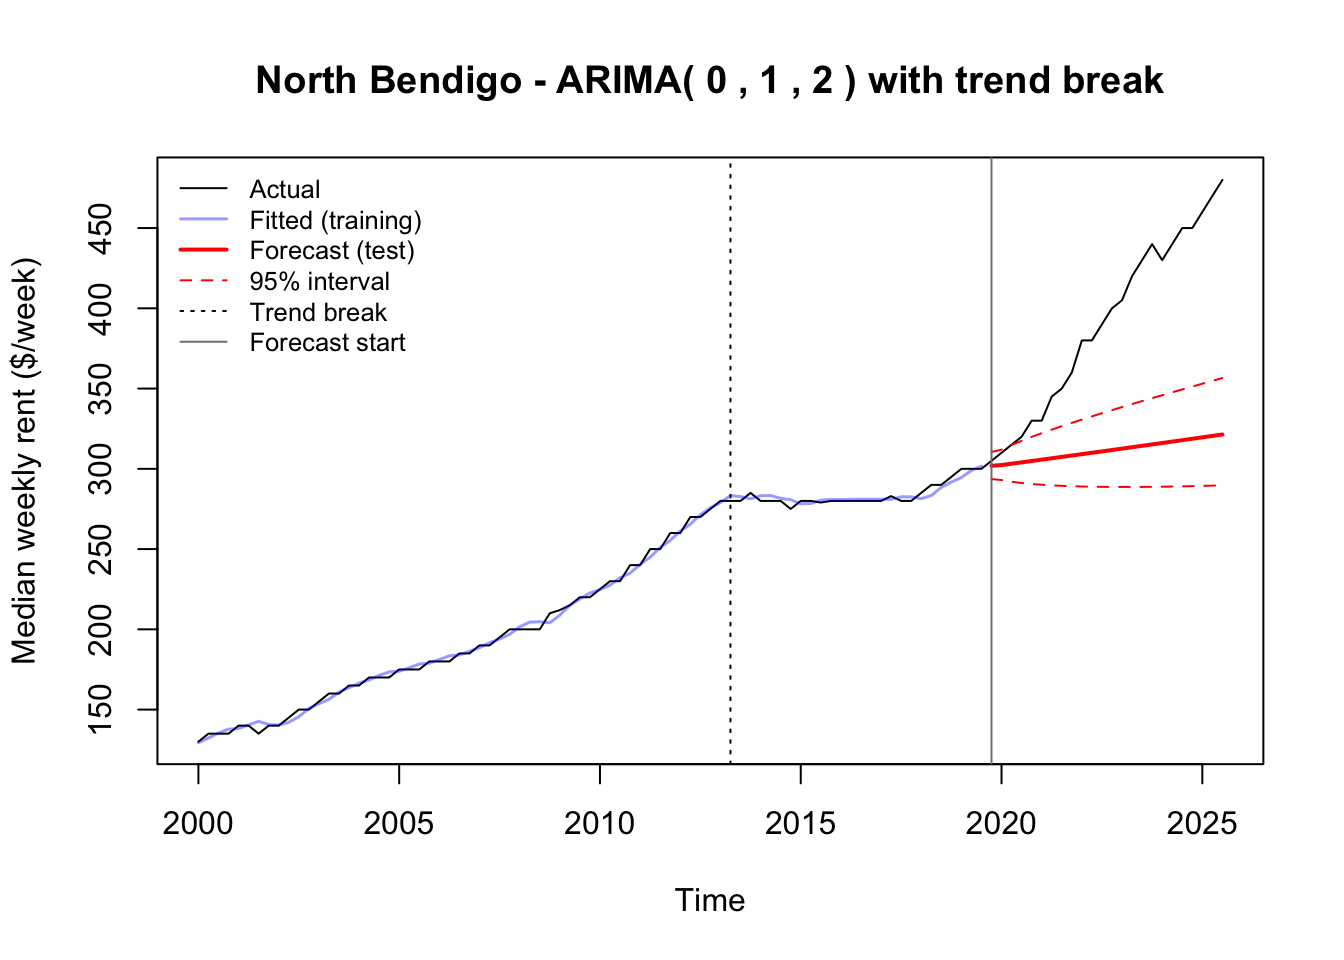 North Bendigo - ARIMA( 0 , 1 , 2 ) with trend break
Actual
Fitted (training)
Forecast (test)
95% interval
Trend break
Forecast start
Median weekly rent ($/week)
450
400
350
300
250
200
150
2000 2005 2010 2015 2020 2025
Time